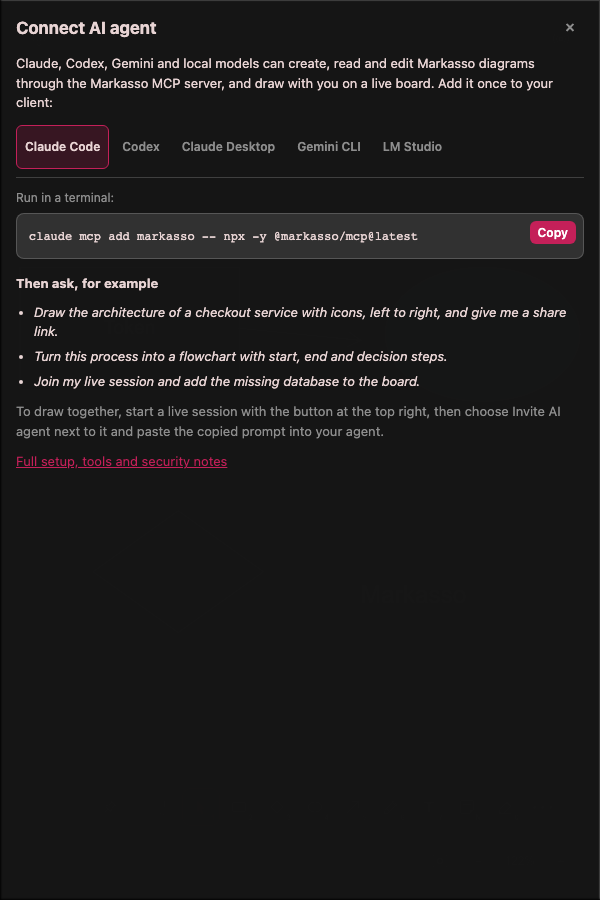 Connect AI agent ×
Claude, Codex, Gemini and local models can create, read and edit Markasso diagrams
through the Markasso MCP server, and draw with you on a live board. Add it once to your
client:
Claude Code Codex Claude Desktop Gemini CLI LM Studio
Run in a terminal:
claude mcp add markasso -- npx -y @markasso/mcp@latest Copy
Then ask, for example
• Draw the architecture of a checkout service with icons, left to right, and give me a share
link.
• Turn this process into a flowchart with start, end and decision steps.
• Join my live session and add the missing database to the board.
To draw together, start a live session with the button at the top right, then choose Invite AI
agent next to it and paste the copied prompt into your agent.
Full setup, tools and security notes